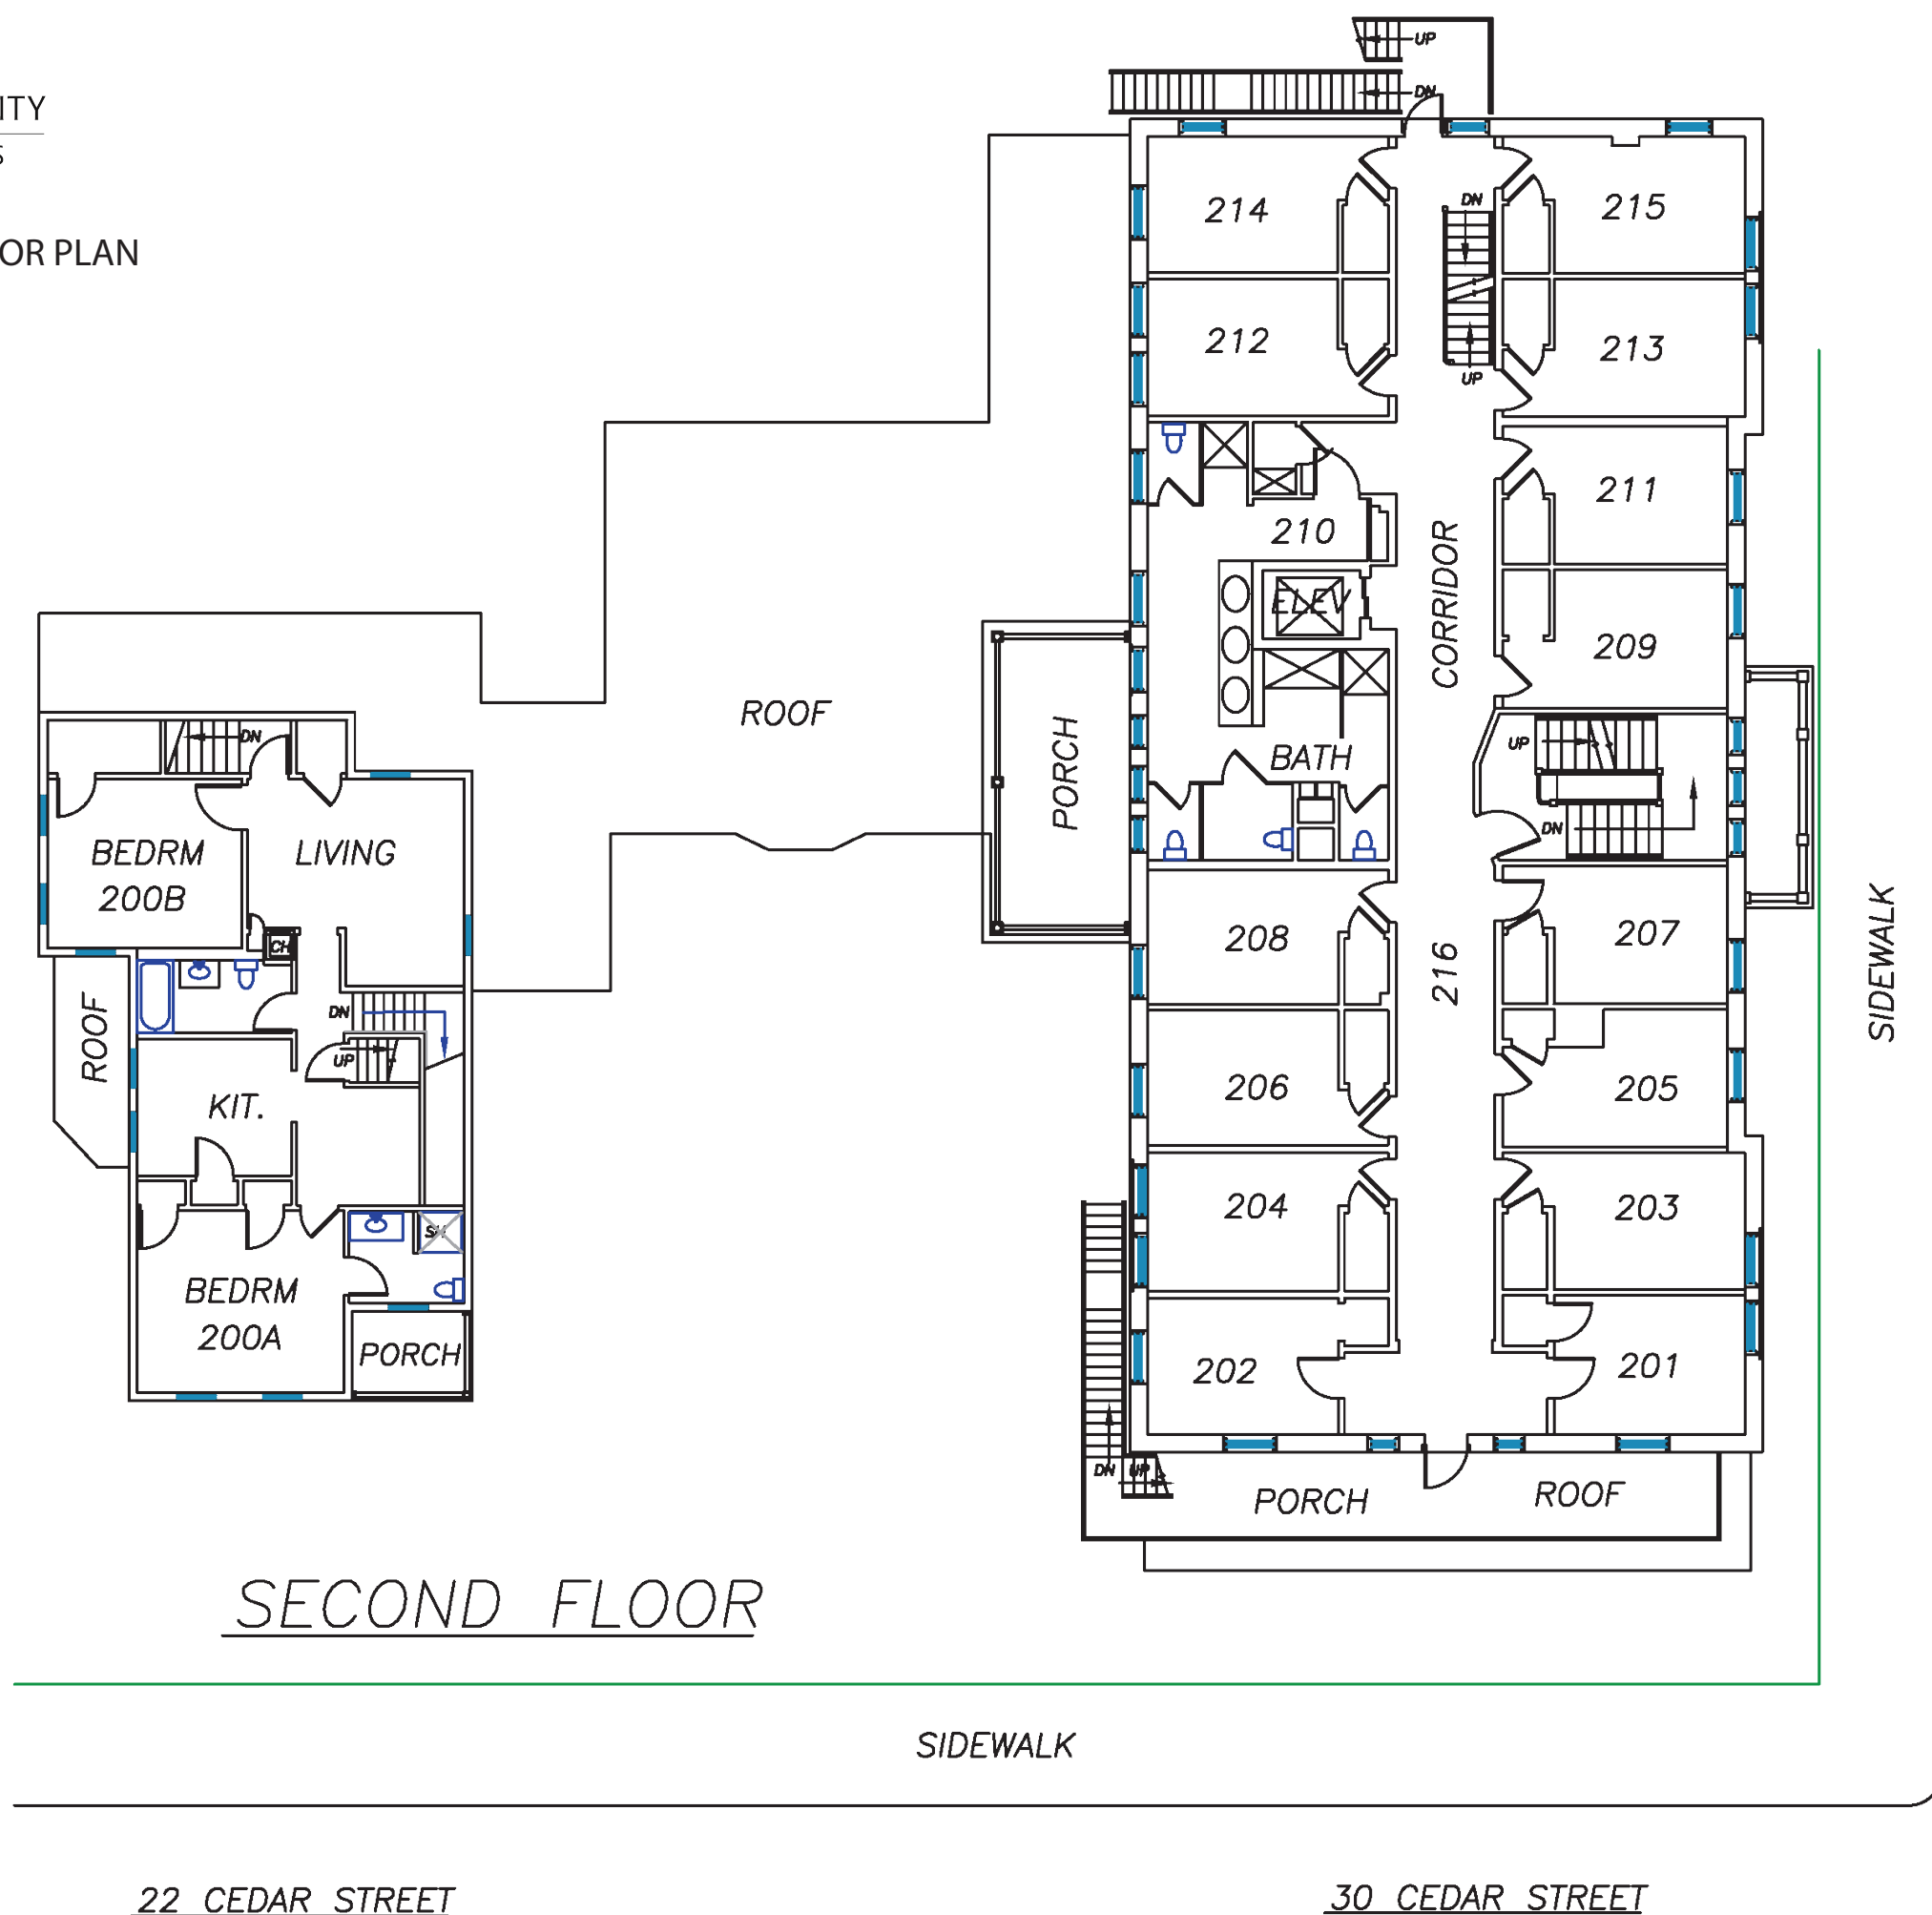 ITY
S
OR PLAN
UP
DN
214
215
DN
212
213
UP
211
210
CORRIDOR
ELEV
209
ROOF
PORCH
DN
UP
BATH
DN
BEDRM
200B
LIVING
CH
208
207
216
SIDEWALK
ROOF
DN
UP
KIT.
206
205
204
203
SH
BEDRM
200A
PORCH
202
201
DN
UP
PORCH
ROOF
SECOND FLOOR
SIDEWALK
22 CEDAR STREET
30 CEDAR STREET